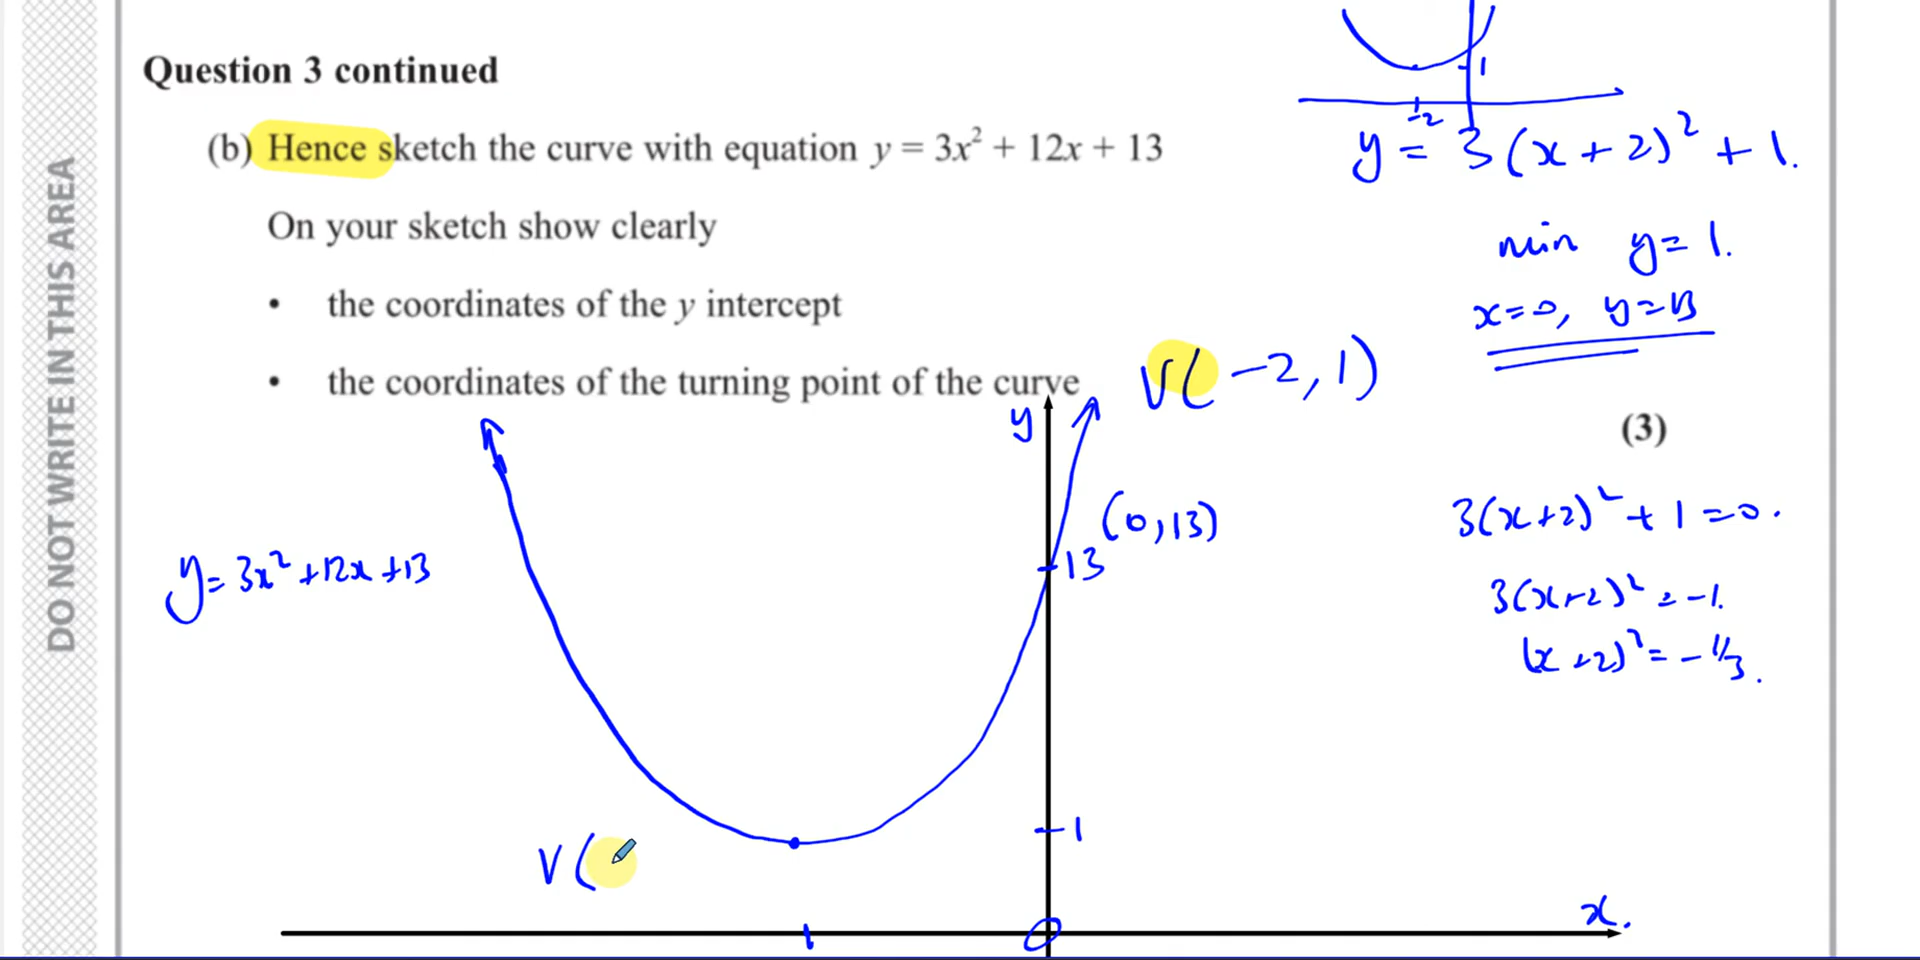 DO NOT WRITE IN THIS AREA
Question 3 continued
(b) Hence sketch the curve with equation y = 3x² + 12x + 13
On your sketch show clearly
• the coordinates of the y intercept
• the coordinates of the turning point of the curve
(3)
1
-2
y = 3(x+2)² + 1.
min y = 1.
x=0, y=13
V(-2,1)
y
(0,13)
13
y = 3x² + 12x + 13
3(x+2)² + 1 = 0.
3(x+2)² = -1.
(x+2)² = -1/3.
1
V(
x.
0